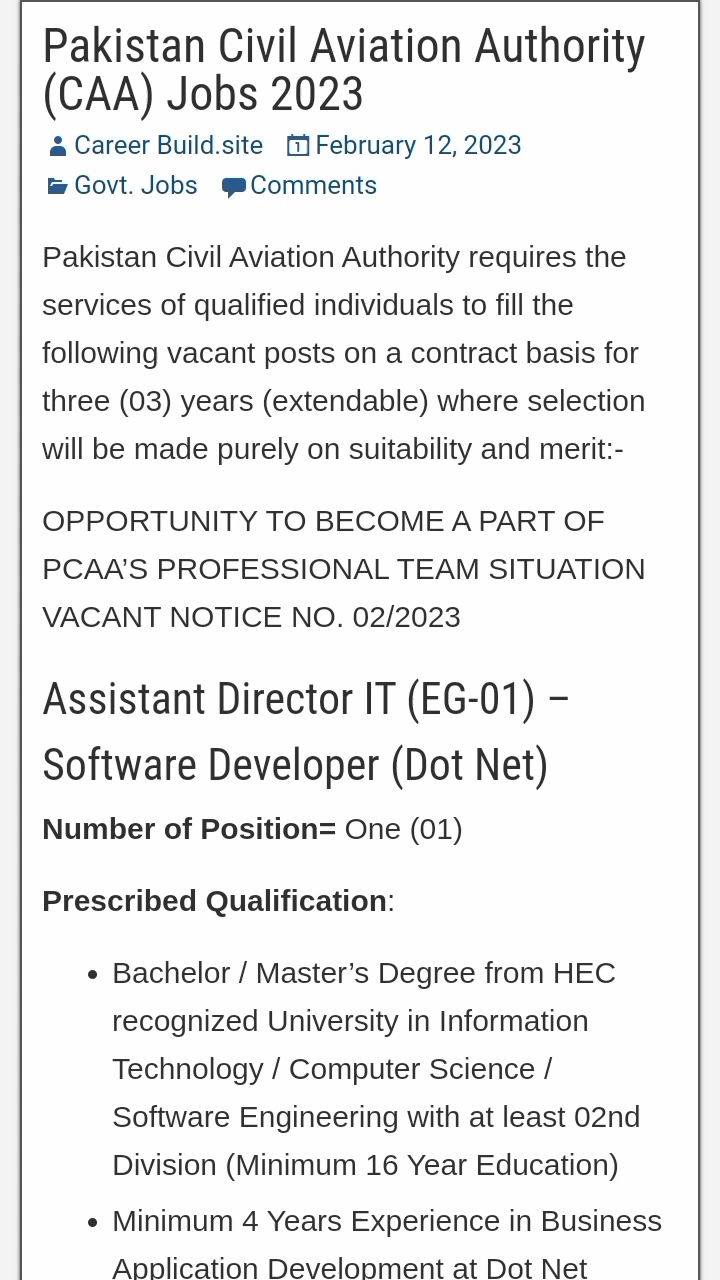 Pakistan Civil Aviation Authority
(CAA) Jobs 2023
Career Build.site 1 February 12, 2023
Govt. Jobs Comments
Pakistan Civil Aviation Authority requires the
services of qualified individuals to fill the
following vacant posts on a contract basis for
three (03) years (extendable) where selection
will be made purely on suitability and merit:-
OPPORTUNITY TO BECOME A PART OF
PCAA’S PROFESSIONAL TEAM SITUATION
VACANT NOTICE NO. 02/2023
Assistant Director IT (EG-01) –
Software Developer (Dot Net)
Number of Position= One (01)
Prescribed Qualification:
• Bachelor / Master’s Degree from HEC
recognized University in Information
Technology / Computer Science /
Software Engineering with at least 02nd
Division (Minimum 16 Year Education)
• Minimum 4 Years Experience in Business
Application Development at Dot Net